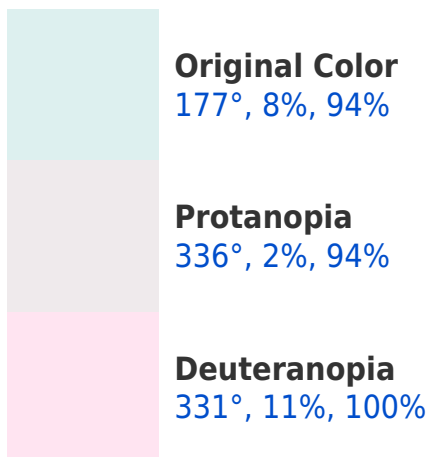 Original Color
177°, 8%, 94%
Protanopia
336°, 2%, 94%
Deuteranopia
331°, 11%, 100%